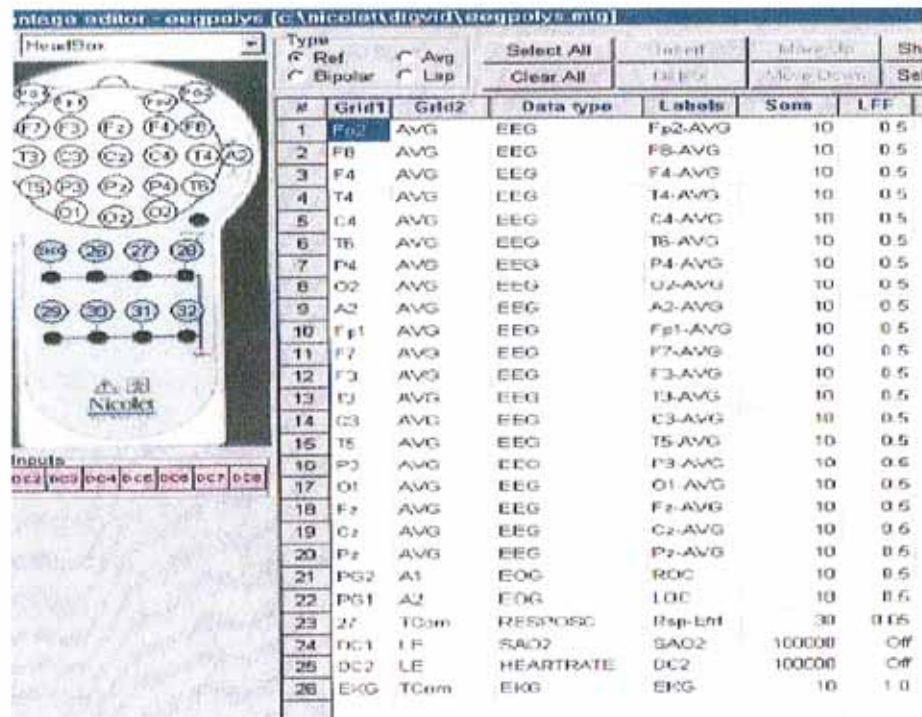 ntage editor - eegpolys [c:\nicolet\digvid\eegpolys.mtg]
HeadBox
Type
Ref Avg
Bipolar Lap
Select All
Clear All
# Grid1 Grid2 Data type Labels Sens LFF
1 Fp2 AVG EEG Fp2-AVG 10 0.5
2 F8 AVG EEG F8-AVG 10 0.5
3 F4 AVG EEG F4-AVG 10 0.5
4 T4 AVG EEG T4-AVG 10 0.5
5 C4 AVG EEG C4-AVG 10 0.5
6 T6 AVG EEG T6-AVG 10 0.5
7 P4 AVG EEG P4-AVG 10 0.5
8 O2 AVG EEG O2-AVG 10 0.5
9 A2 AVG EEG A2-AVG 10 0.5
10 Fp1 AVG EEG Fp1-AVG 10 0.5
11 F7 AVG EEG F7-AVG 10 0.5
12 F3 AVG EEG F3-AVG 10 0.5
13 T3 AVG EEG T3-AVG 10 0.5
14 C3 AVG EEG C3-AVG 10 0.5
15 T5 AVG EEG T5-AVG 10 0.5
16 P3 AVG EEG P3-AVG 10 0.5
17 O1 AVG EEG O1-AVG 10 0.5
18 Fz AVG EEG Fz-AVG 10 0.5
19 Cz AVG EEG Cz-AVG 10 0.5
20 Pz AVG EEG Pz-AVG 10 0.5
21 PG2 A1 EOG ROC 10 0.5
22 PG1 A2 EOG LOC 10 0.5
23 27 TCom RESPOSC Rsp-Efrt 30 0.05
24 DC1 LE SAO2 SAO2 100000 Off
25 DC2 LE HEARTRATE DC2 100000 Off
26 EKG TCom EKG EKG 10 1.0
F7 F3 Fz F4 F8
T3 C3 Cz C4 T4 A2
T5 P3 Pz P4 T6
O1 Oz O2
26 27 28
29 30 31 32
Nicolet
Inputs
DC2 DC3 DC4 DC5 DC6 DC7 DC8